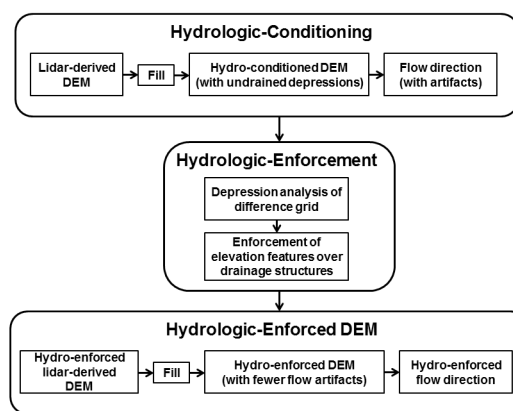 Hydrologic-Conditioning
Lidar-derived
DEM
Fill
Hydro-conditioned DEM
(with undrained depressions)
Flow direction
(with artifacts)
Hydrologic-Enforcement
Depression analysis of
difference grid
Enforcement of
elevation features over
drainage structures
Hydrologic-Enforced DEM
Hydro-enforced
lidar-derived
DEM
Fill
Hydro-enforced DEM
(with fewer flow artifacts)
Hydro-enforced
flow direction